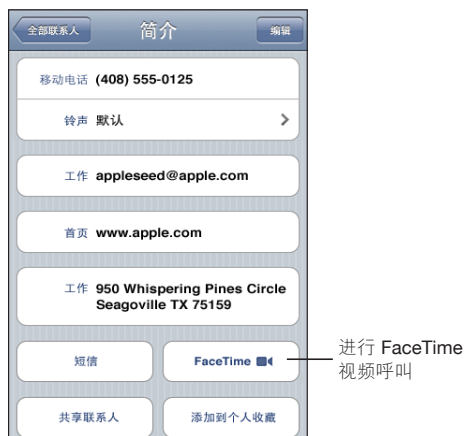 全部联系人 简介 编辑
移动电话 (408) 555-0125
铃声 默认
工作 appleseed@apple.com
首页 www.apple.com
工作 950 Whispering Pines Circle
Seagoville TX 75159
短信 FaceTime
进行 FaceTime
视频呼叫
共享联系人 添加到个人收藏